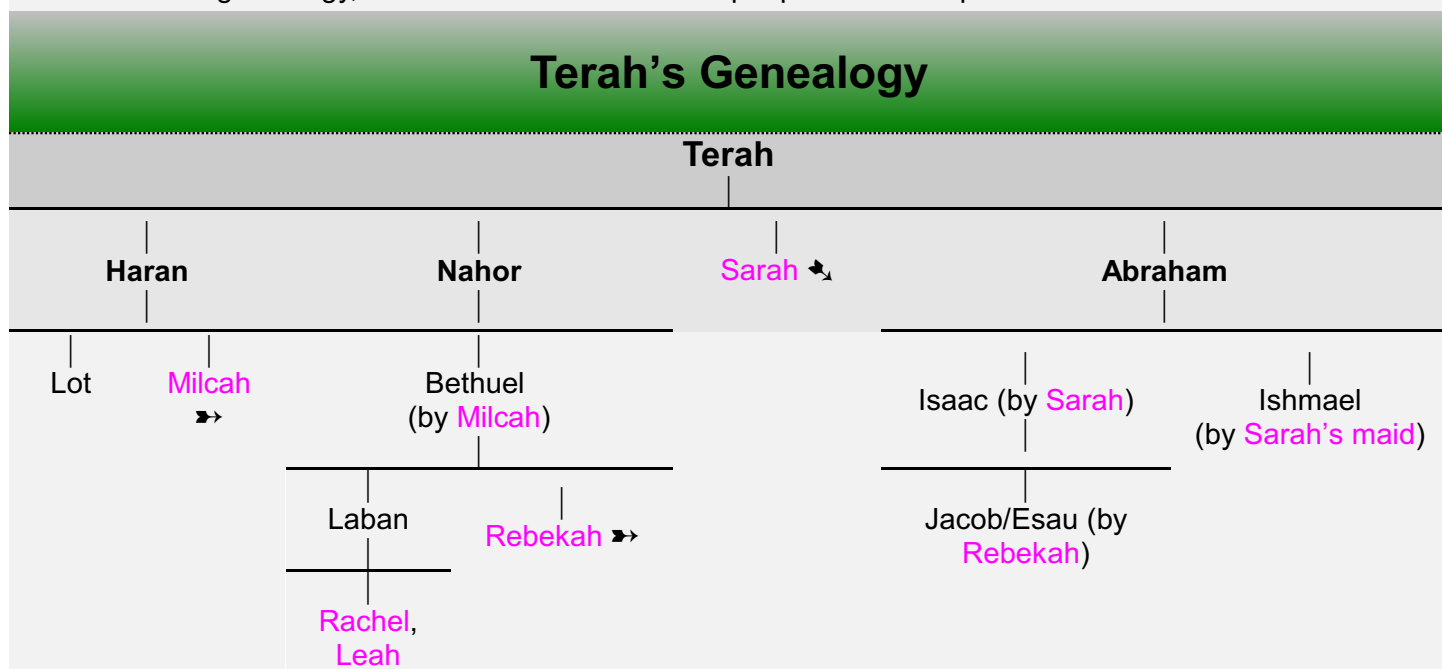 Terah's Genealogy
Terah
Haran
Nahor
Sarah
Abraham
Lot
Milcah
Bethuel
(by Milcah)
Isaac (by Sarah)
Ishmael
(by Sarah's maid)
Laban
Rebekah
Jacob/Esau (by
Rebekah)
Rachel,
Leah